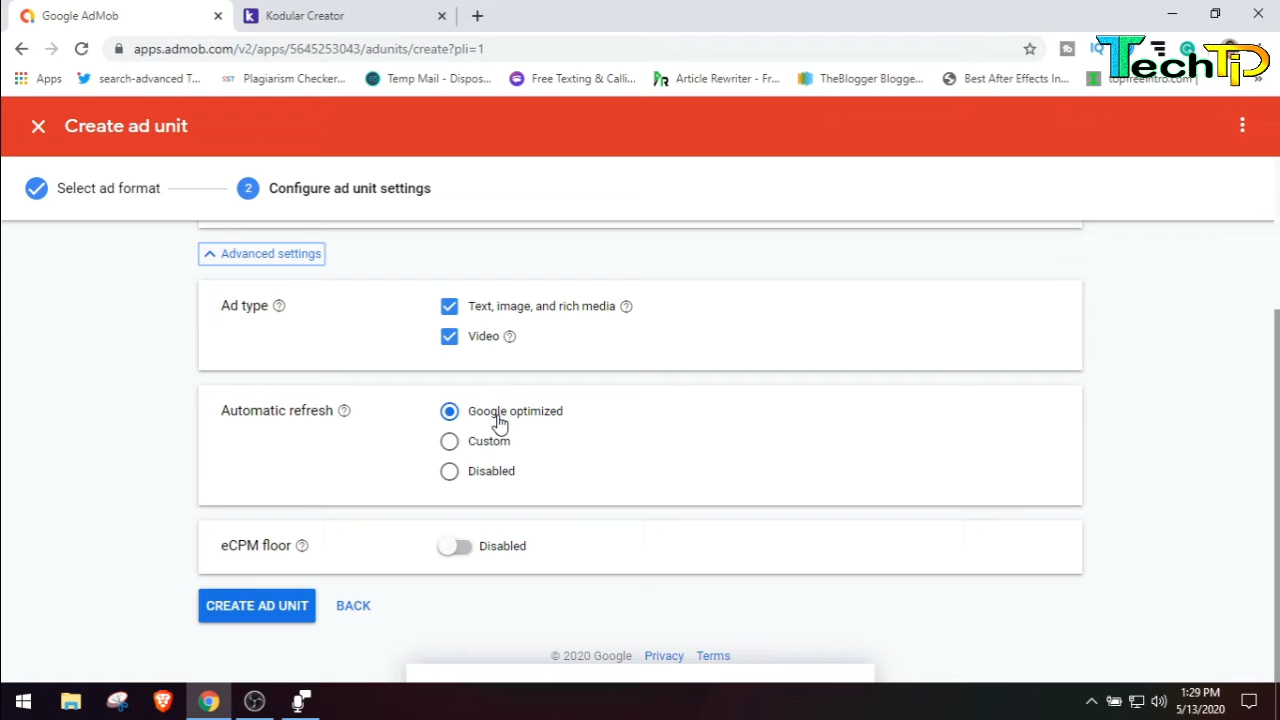 Google AdMob
Kodular Creator
apps.admob.com/v2/apps/5645253043/adunits/create?pli=1
TechTip
Apps
search-advanced T...
SST Plagiarism Checker...
Temp Mail - Dispos...
Free Texting & Calli...
Article Rewriter - Fr...
TheBlogger Blogge...
Best After Effects In...
topfreeintro.com |
Create ad unit
Select ad format
2 Configure ad unit settings
Advanced settings
Ad type
Text, image, and rich media
Video
Automatic refresh
Google optimized
Custom
Disabled
eCPM floor
Disabled
CREATE AD UNIT
BACK
© 2020 Google Privacy Terms
1:29 PM
5/13/2020